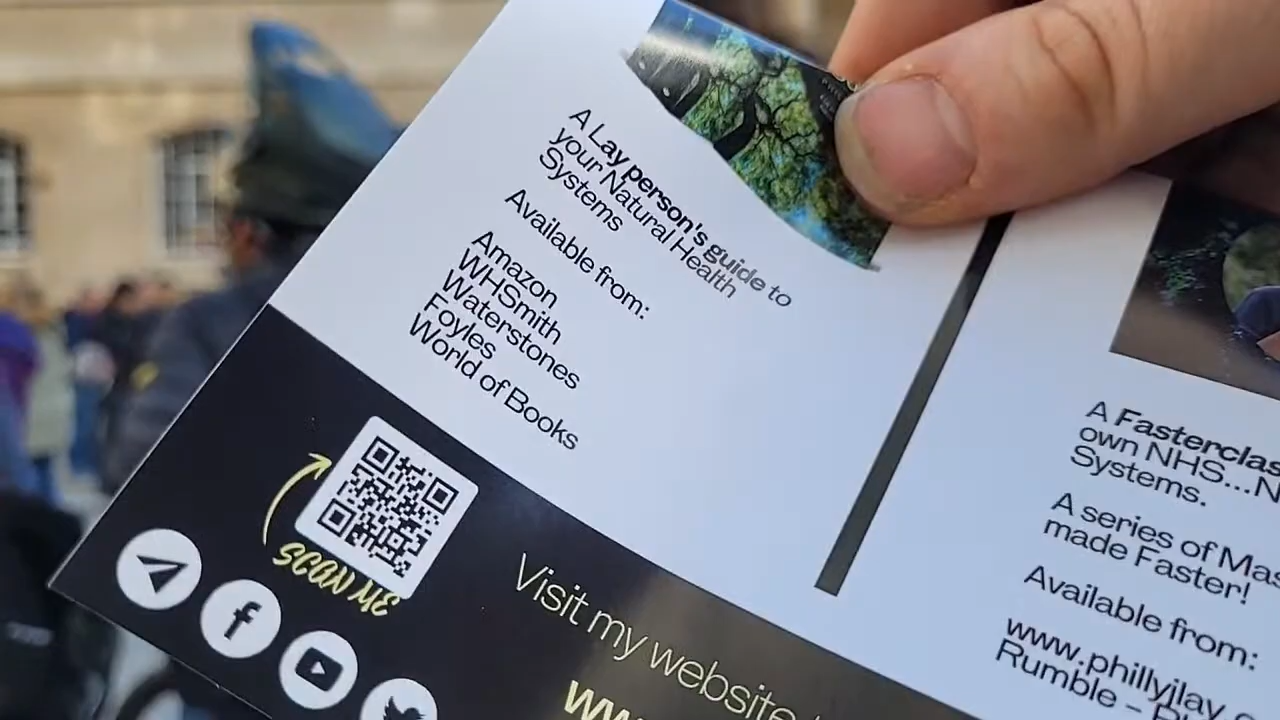 A Lay person's guide to
your Natural Health
Systems
Available from:
Amazon
WHSmith
Waterstones
Foyles
World of Books
SCAN ME
Visit my website
A Fasterclas
own NHS...N
Systems.
A series of Mas
made Faster!
Available from:
www.phillyjlay.c
Rumble –